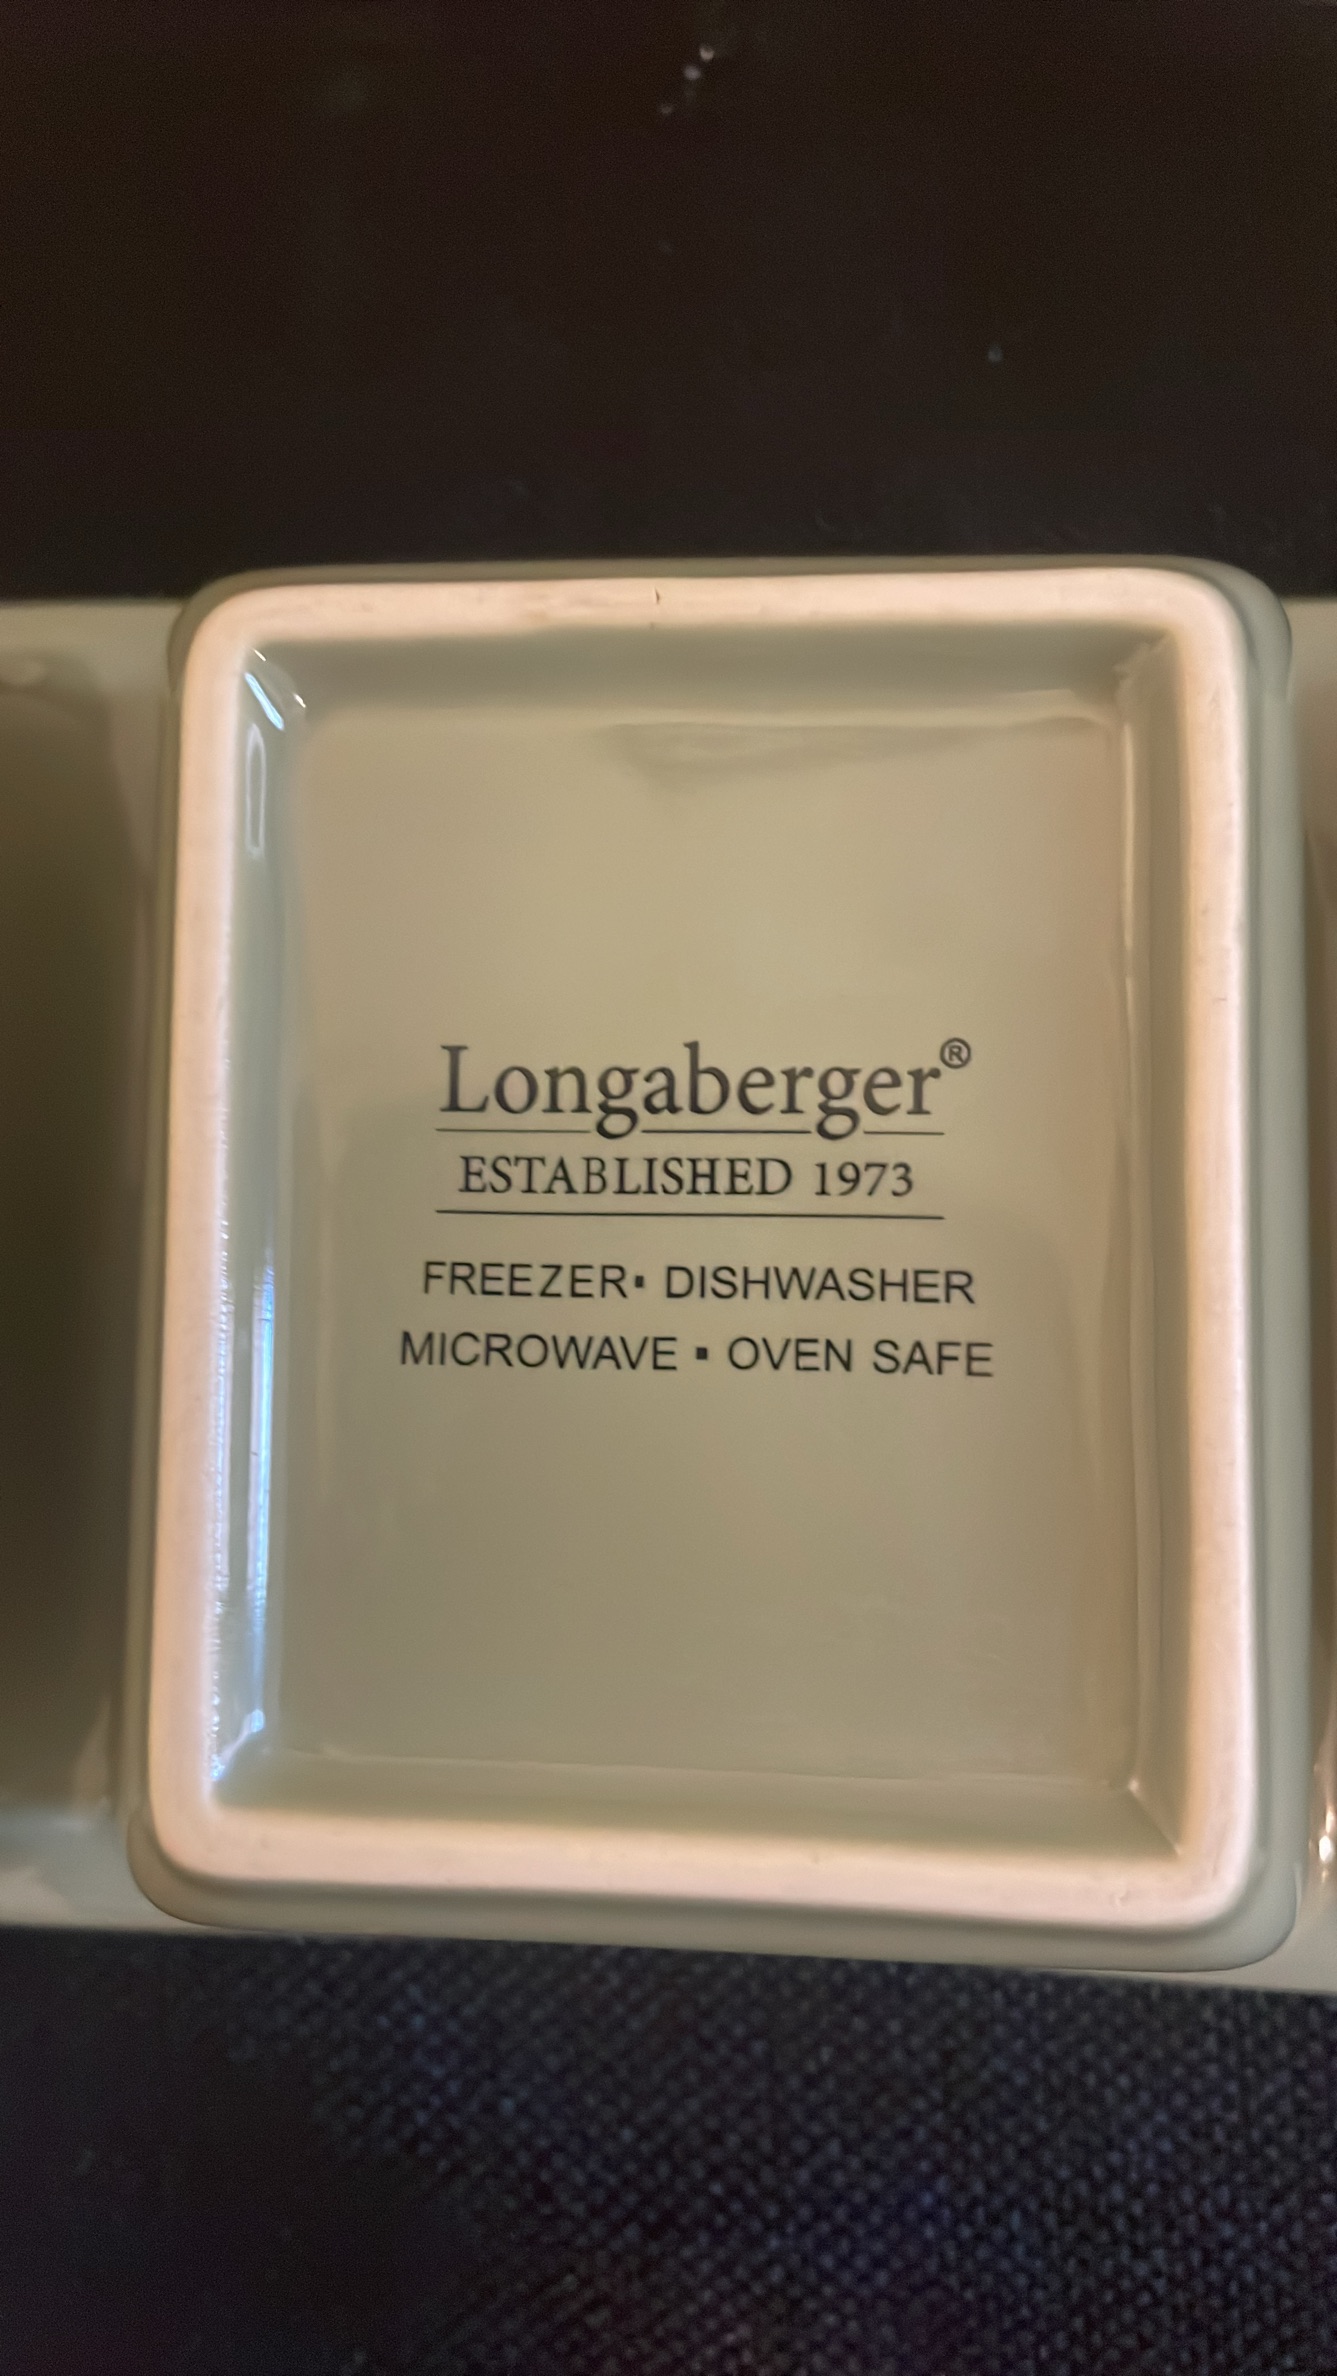 Longaberger®
ESTABLISHED 1973
FREEZER▪ DISHWASHER
MICROWAVE ▪ OVEN SAFE